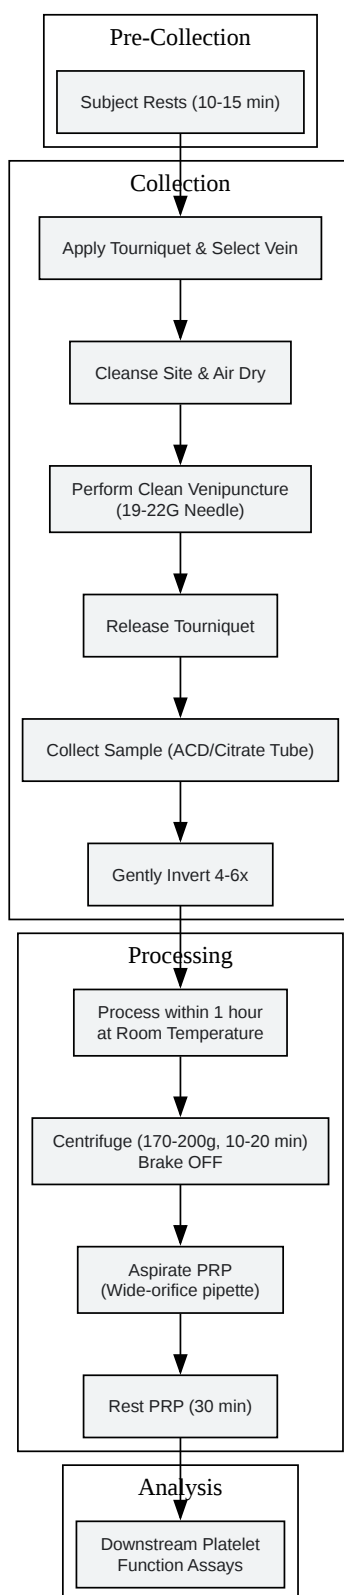 Pre-Collection
Subject Rests (10-15 min)
Collection
Apply Tourniquet & Select Vein
Cleanse Site & Air Dry
Perform Clean Venipuncture
(19-22G Needle)
Release Tourniquet
Collect Sample (ACD/Citrate Tube)
Gently Invert 4-6x
Processing
Process within 1 hour
at Room Temperature
Centrifuge (170-200g, 10-20 min)
Brake OFF
Aspirate PRP
(Wide-orifice pipette)
Rest PRP (30 min)
Analysis
Downstream Platelet
Function Assays